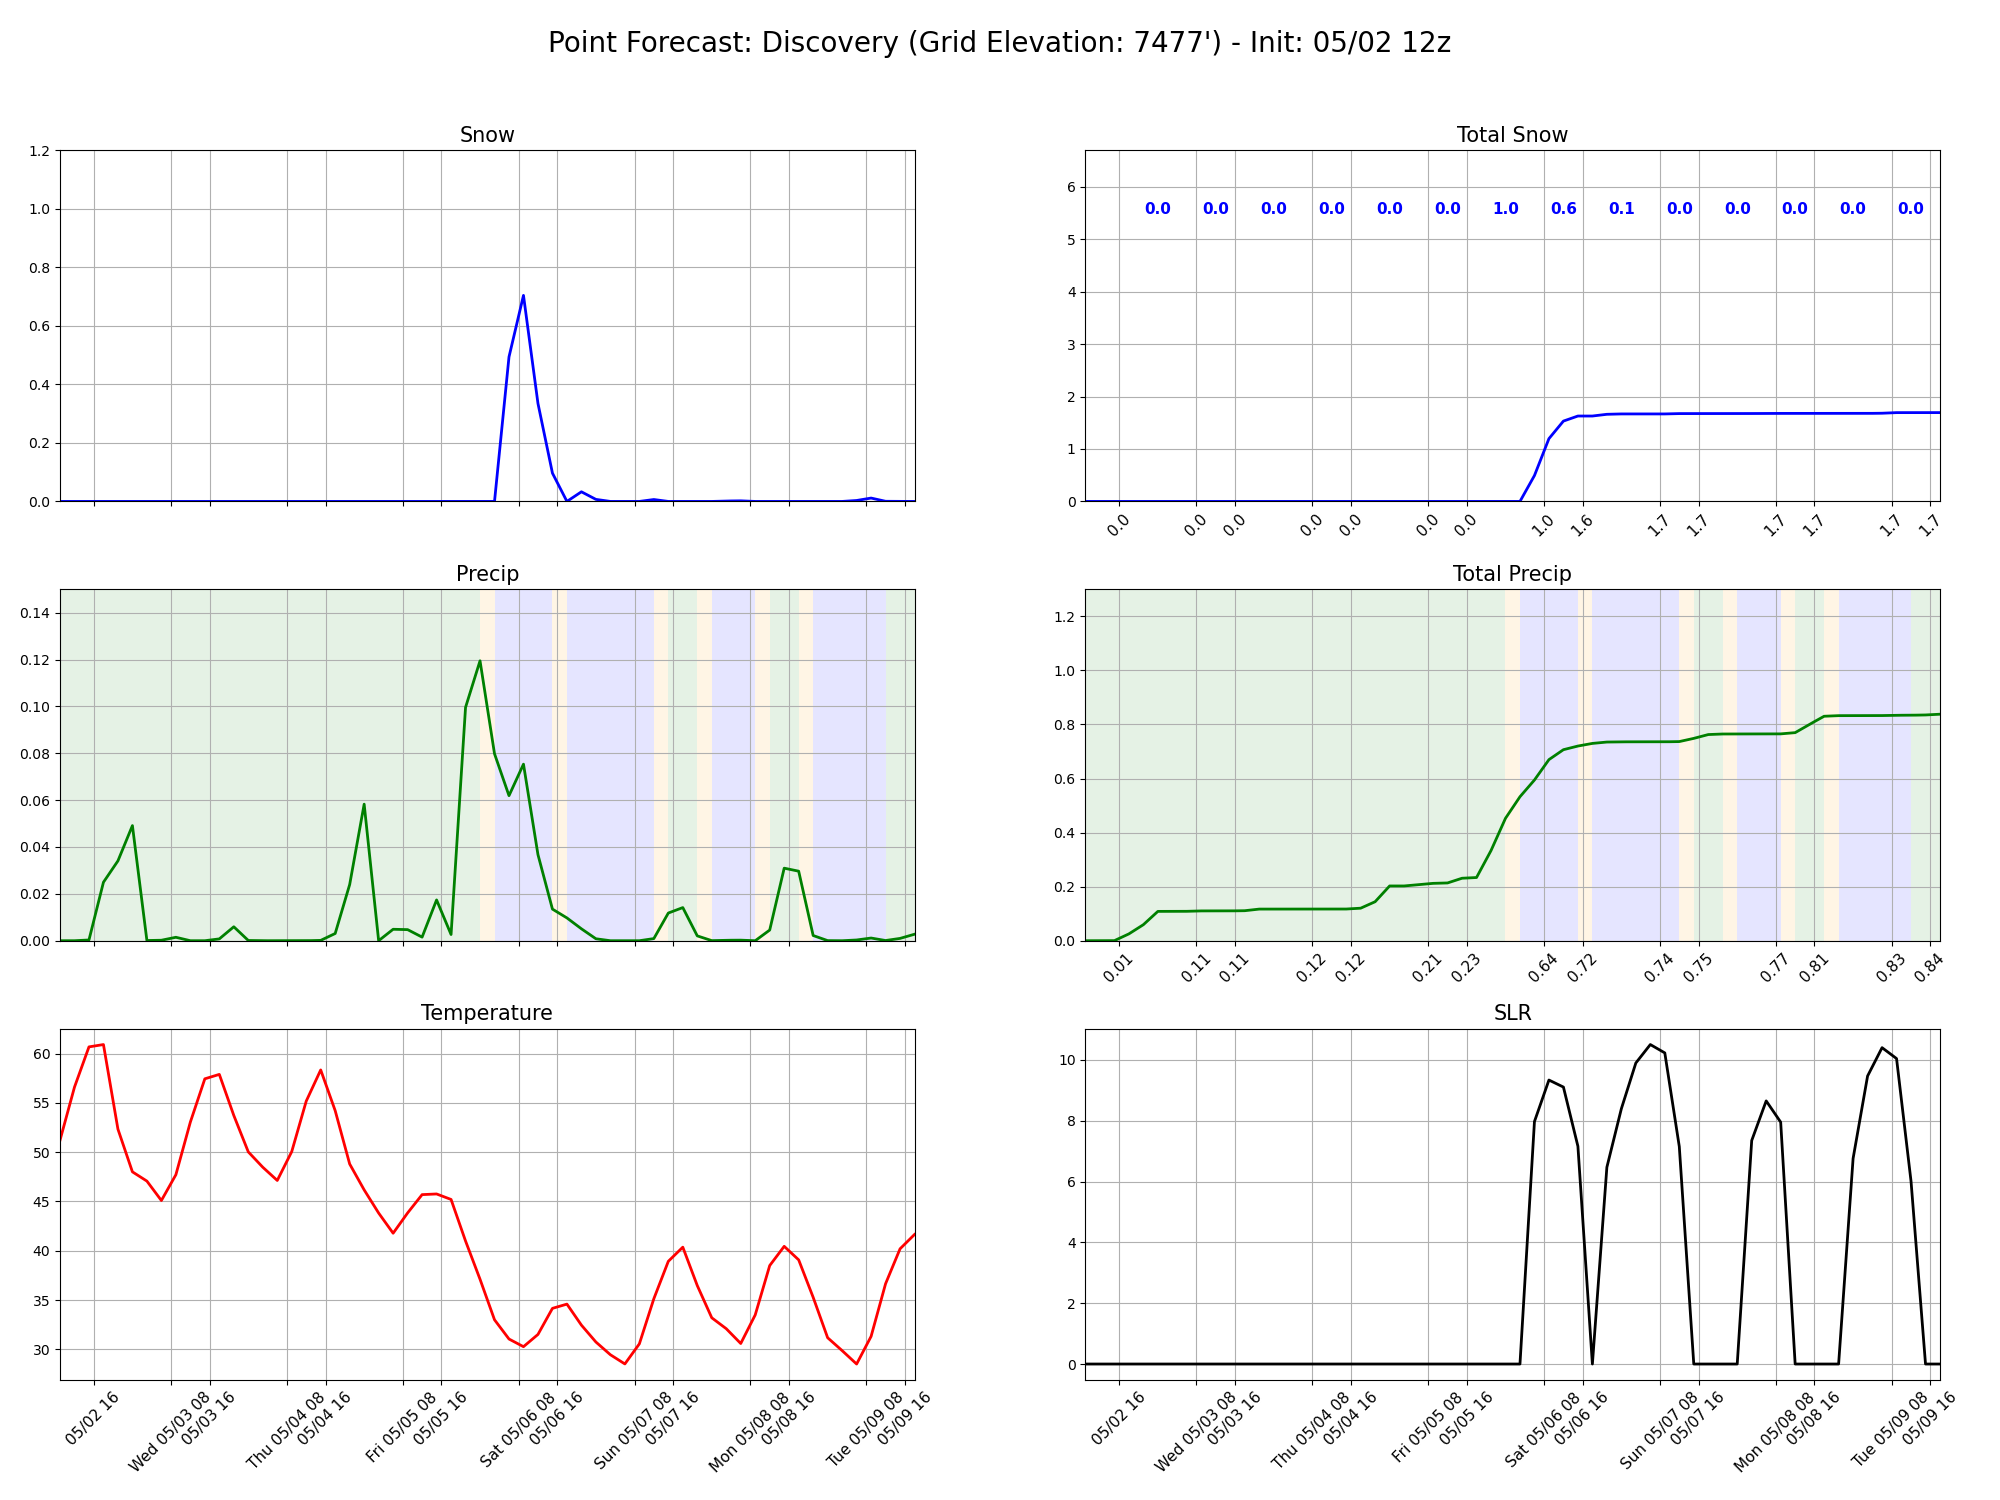 Point Forecast: Discovery (Grid Elevation: 7477') - Init: 05/02 12z
Snow
1.2
1.0
0.8
0.6
0.4
0.2
0.0
Total Snow
6
5
4
3
2
1
0
0.0 0.0 0.0 0.0 0.0 0.0 1.0 0.6 0.1 0.0 0.0 0.0 0.0 0.0
0.0 0.0 0.0 0.0 0.0 0.0 0.0 1.0 1.6 1.7 1.7 1.7 1.7 1.7 1.7
Precip
0.14
0.12
0.10
0.08
0.06
0.04
0.02
0.00
Total Precip
1.2
1.0
0.8
0.6
0.4
0.2
0.0
0.01 0.11 0.11 0.12 0.12 0.21 0.23 0.64 0.72 0.74 0.75 0.77 0.81 0.83 0.84
Temperature
60
55
50
45
40
35
30
05/02 16
Wed 05/03 08
05/03 16
Thu 05/04 08
05/04 16
Fri 05/05 08
05/05 16
Sat 05/06 08
05/06 16
Sun 05/07 08
05/07 16
Mon 05/08 08
05/08 16
Tue 05/09 08
05/09 16
SLR
10
8
6
4
2
0
05/02 16
Wed 05/03 08
05/03 16
Thu 05/04 08
05/04 16
Fri 05/05 08
05/05 16
Sat 05/06 08
05/06 16
Sun 05/07 08
05/07 16
Mon 05/08 08
05/08 16
Tue 05/09 08
05/09 16